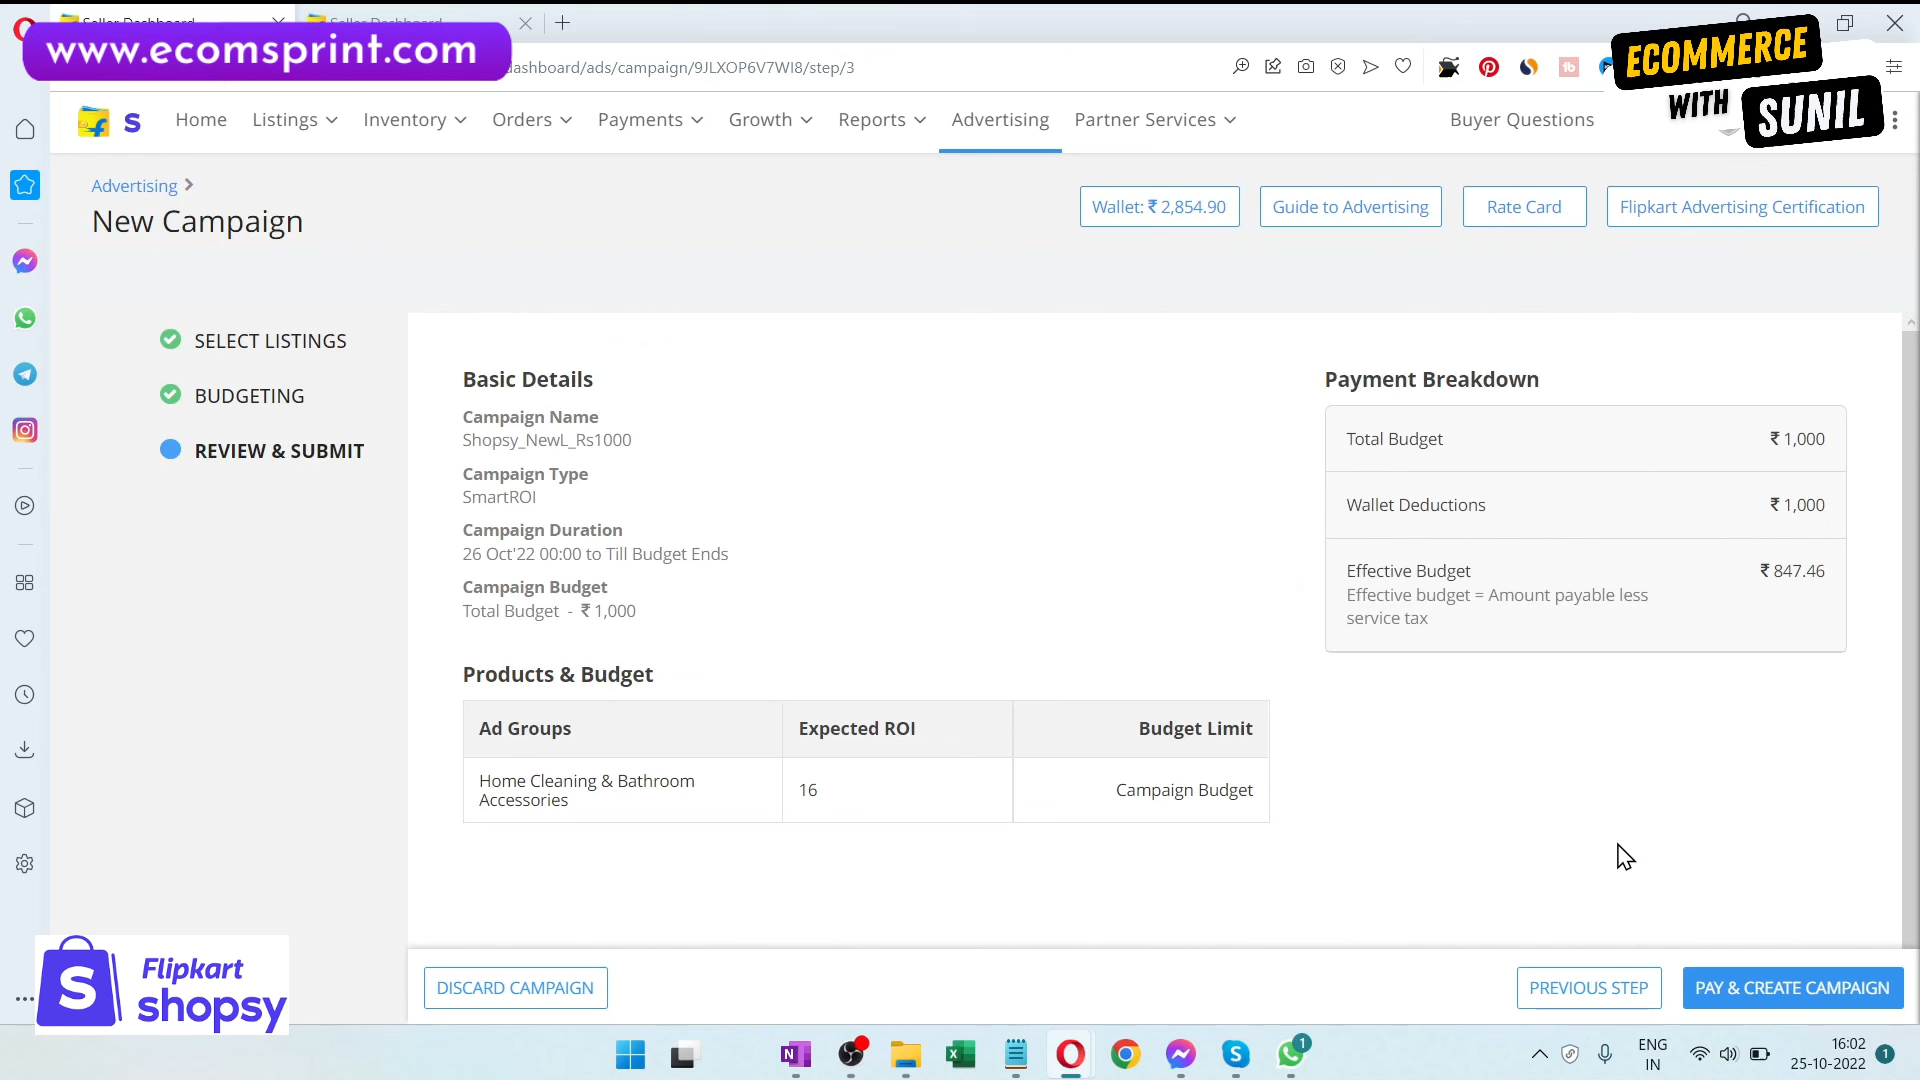 Seller Dashboard
Seller Dashboard
www.ecomsprint.com
dashboard/ads/campaign/9JLXOP6V7WI8/step/3
ECOMMERCE
WITH SUNIL
Home Listings Inventory Orders Payments Growth Reports Advertising Partner Services Buyer Questions
Advertising
New Campaign
Wallet: ₹ 2,854.90
Guide to Advertising
Rate Card
Flipkart Advertising Certification
SELECT LISTINGS
BUDGETING
REVIEW & SUBMIT
Basic Details
Campaign Name
Shopsy_NewL_Rs1000
Campaign Type
SmartROI
Campaign Duration
26 Oct'22 00:00 to Till Budget Ends
Campaign Budget
Total Budget - ₹ 1,000
Payment Breakdown
Total Budget ₹ 1,000
Wallet Deductions ₹ 1,000
Effective Budget ₹ 847.46
Effective budget = Amount payable less
service tax
Products & Budget
Ad Groups Expected ROI Budget Limit
Home Cleaning & Bathroom
Accessories
16
Campaign Budget
DISCARD CAMPAIGN
PREVIOUS STEP
PAY & CREATE CAMPAIGN
S
Flipkart
shopsy
ENG
IN
16:02
25-10-2022
1
1